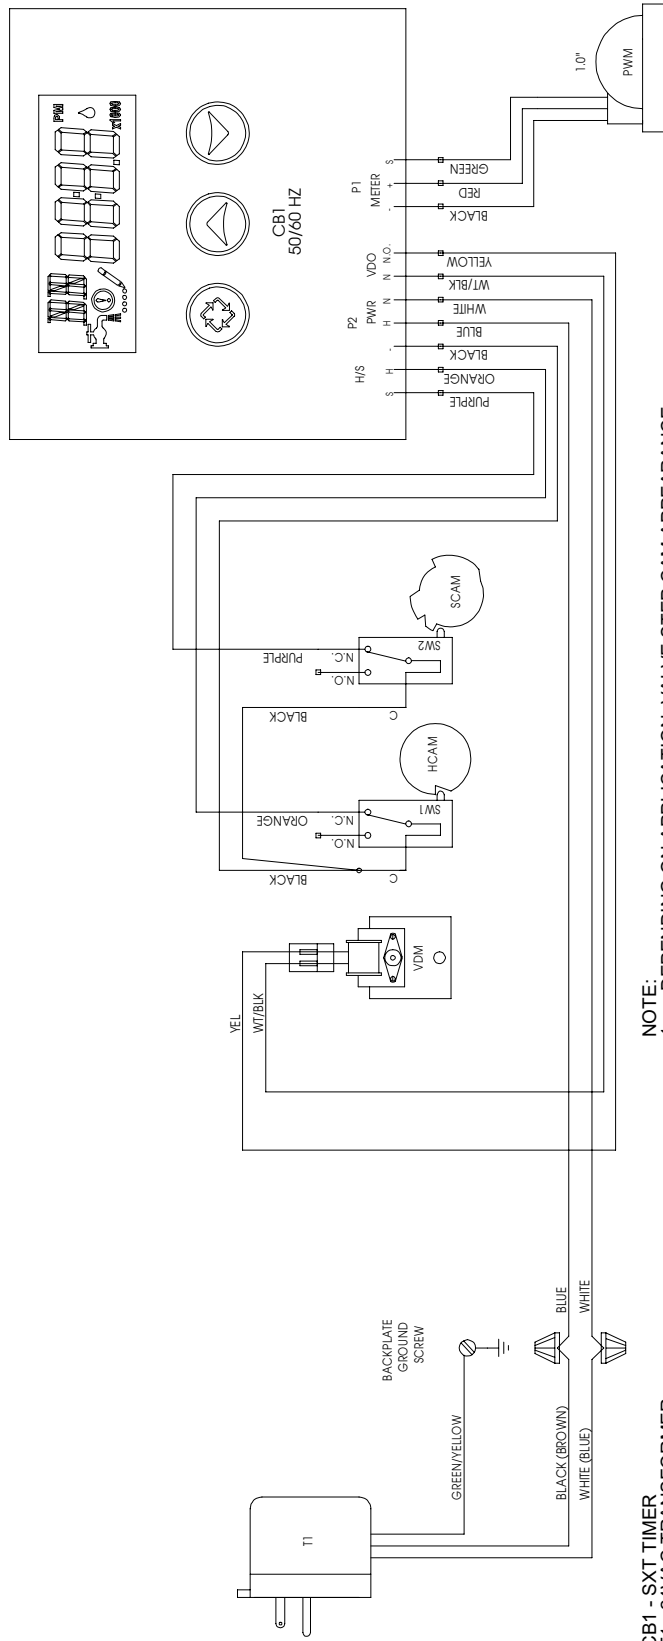 PM
x1000
CB1
50/60 HZ
P1
METER
S
+
-
GREEN
RED
BLACK
VDO
N.O.
N
YELLOW
WT/BLK
P2
PWR
N
H
WHITE
BLUE
H/S
-
H
S
BLACK
ORANGE
PURPLE
1.0"
PWM
SCAM
SW2
PURPLE
N.C.
N.O.
BLACK
C
HCAM
SW1
ORANGE
N.C.
N.O.
BLACK
C
VDM
YEL
WT/BLK
BACKPLATE
GROUND
SCREW
GREEN/YELLOW
BLUE
WHITE
BLACK (BROWN)
WHITE (BLUE)
T1
NOTE:
CB1 - SXT TIMER